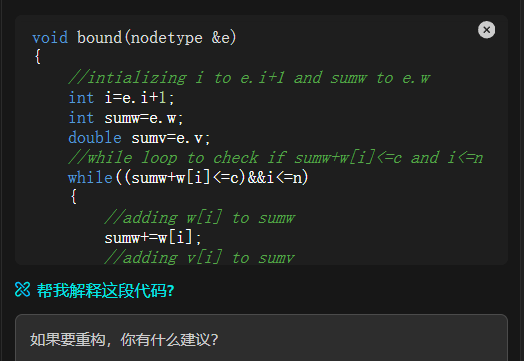 void bound(nodetype &e)
{
//intializing i to e.i+1 and sumw to e.w
int i=e.i+1;
int sumw=e.w;
double sumv=e.v;
//while loop to check if sumw+w[i]<=c and i<=n
while((sumw+w[i]<=c)&&i<=n)
{
//adding w[i] to sumw
sumw+=w[i];
//adding v[i] to sumv
帮我解释这段代码?
如果要重构，你有什么建议?